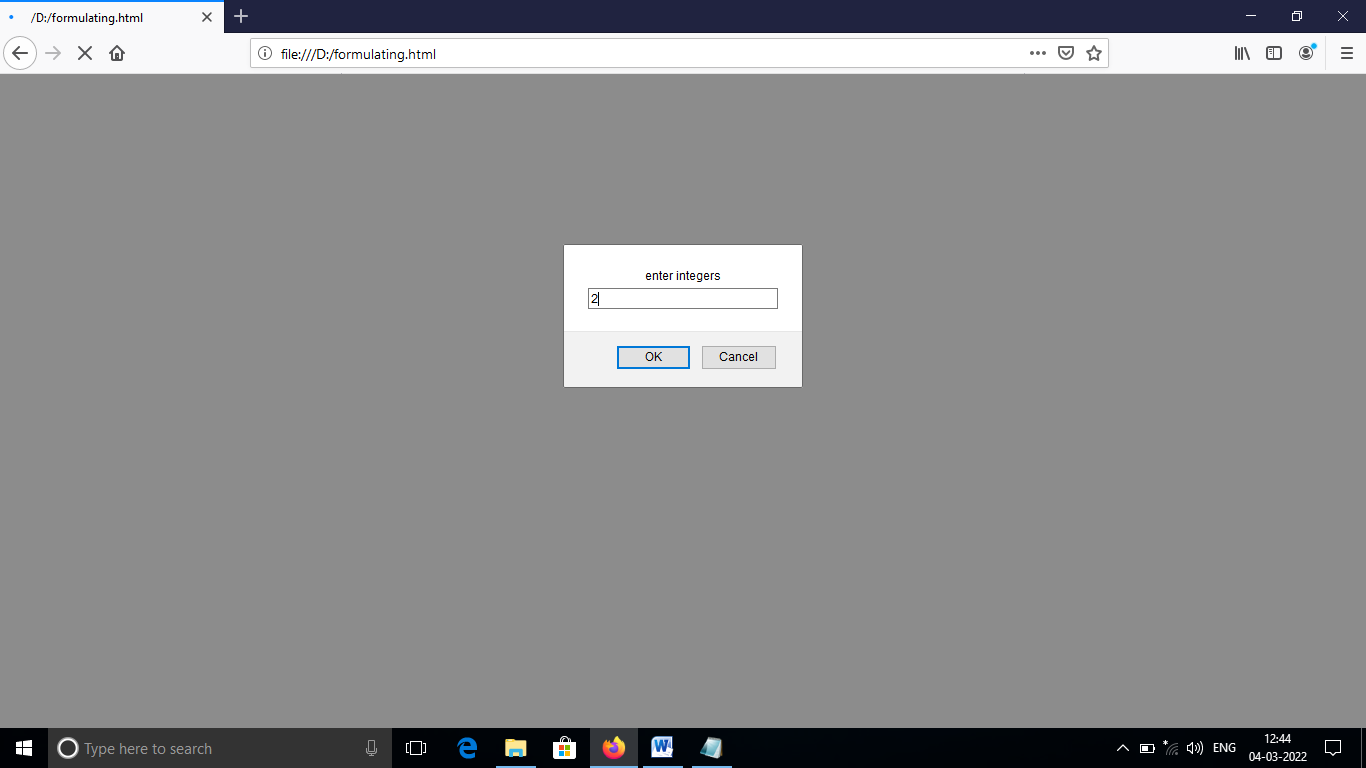 /D:/formulating.html
file:///D:/formulating.html
enter integers
2
OK Cancel
Type here to search
ENG
12:44
04-03-2022